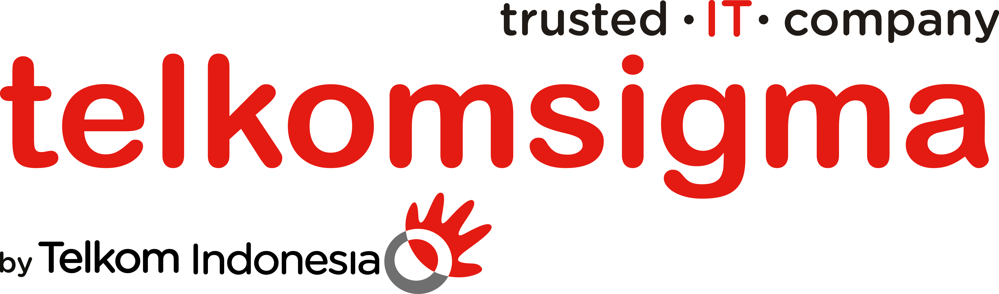 trusted • IT • company
telkomsigma
by Telkom Indonesia